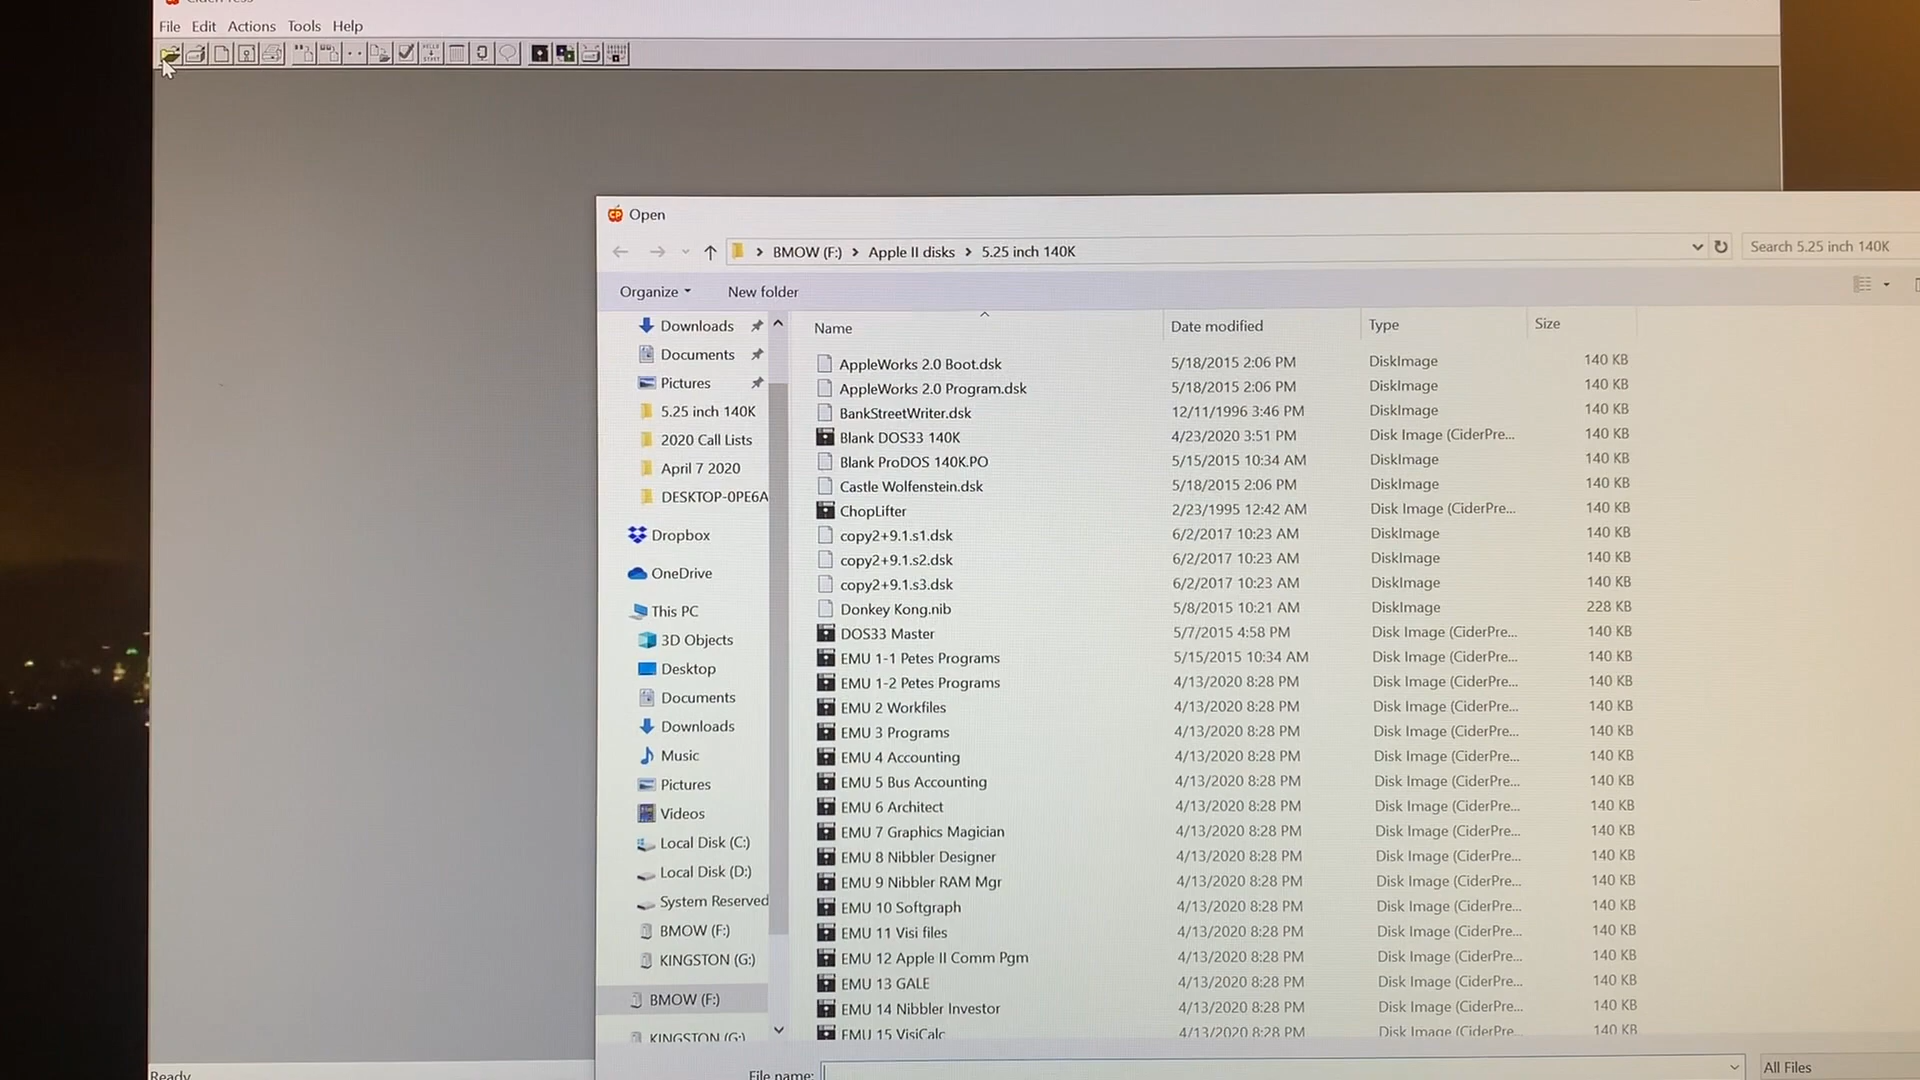 File Edit Actions Tools Help
Open
BMOW (F:) > Apple II disks > 5.25 inch 140K
Search 5.25 inch 140K
Organize
New folder
Downloads
Documents
Pictures
5.25 inch 140K
2020 Call Lists
April 7 2020
DESKTOP-0PE6A
Dropbox
OneDrive
This PC
3D Objects
Desktop
Documents
Downloads
Music
Pictures
Videos
Local Disk (C:)
Local Disk (D:)
System Reserved
BMOW (F:)
KINGSTON (G:)
BMOW (F:)
KINGSTON (G:)
Name Date modified Type Size
AppleWorks 2.0 Boot.dsk 5/18/2015 2:06 PM DiskImage 140 KB
AppleWorks 2.0 Program.dsk 5/18/2015 2:06 PM DiskImage 140 KB
BankStreetWriter.dsk 12/11/1996 3:46 PM DiskImage 140 KB
Blank DOS33 140K 4/23/2020 3:51 PM Disk Image (CiderPre... 140 KB
Blank ProDOS 140K.PO 5/15/2015 10:34 AM DiskImage 140 KB
Castle Wolfenstein.dsk 5/18/2015 2:06 PM DiskImage 140 KB
ChopLifter 2/23/1995 12:42 AM Disk Image (CiderPre... 140 KB
copy2+9.1.s1.dsk 6/2/2017 10:23 AM DiskImage 140 KB
copy2+9.1.s2.dsk 6/2/2017 10:23 AM DiskImage 140 KB
copy2+9.1.s3.dsk 6/2/2017 10:23 AM DiskImage 140 KB
Donkey Kong.nib 5/8/2015 10:21 AM DiskImage 228 KB
DOS33 Master 5/7/2015 4:58 PM Disk Image (CiderPre... 140 KB
EMU 1-1 Petes Programs 5/15/2015 10:34 AM Disk Image (CiderPre... 140 KB
EMU 1-2 Petes Programs 4/13/2020 8:28 PM Disk Image (CiderPre... 140 KB
EMU 2 Workfiles 4/13/2020 8:28 PM Disk Image (CiderPre... 140 KB
EMU 3 Programs 4/13/2020 8:28 PM Disk Image (CiderPre... 140 KB
EMU 4 Accounting 4/13/2020 8:28 PM Disk Image (CiderPre... 140 KB
EMU 5 Bus Accounting 4/13/2020 8:28 PM Disk Image (CiderPre... 140 KB
EMU 6 Architect 4/13/2020 8:28 PM Disk Image (CiderPre... 140 KB
EMU 7 Graphics Magician 4/13/2020 8:28 PM Disk Image (CiderPre... 140 KB
EMU 8 Nibbler Designer 4/13/2020 8:28 PM Disk Image (CiderPre... 140 KB
EMU 9 Nibbler RAM Mgr 4/13/2020 8:28 PM Disk Image (CiderPre... 140 KB
EMU 10 Softgraph 4/13/2020 8:28 PM Disk Image (CiderPre... 140 KB
EMU 11 Visi files 4/13/2020 8:28 PM Disk Image (CiderPre... 140 KB
EMU 12 Apple II Comm Pgm 4/13/2020 8:28 PM Disk Image (CiderPre... 140 KB
EMU 13 GALE 4/13/2020 8:28 PM Disk Image (CiderPre... 140 KB
EMU 14 Nibbler Investor 4/13/2020 8:28 PM Disk Image (CiderPre... 140 KB
EMU 15 VisiCalc 4/13/2020 8:28 PM Disk Image (CiderPre... 140 KB
File name:
All Files
Ready